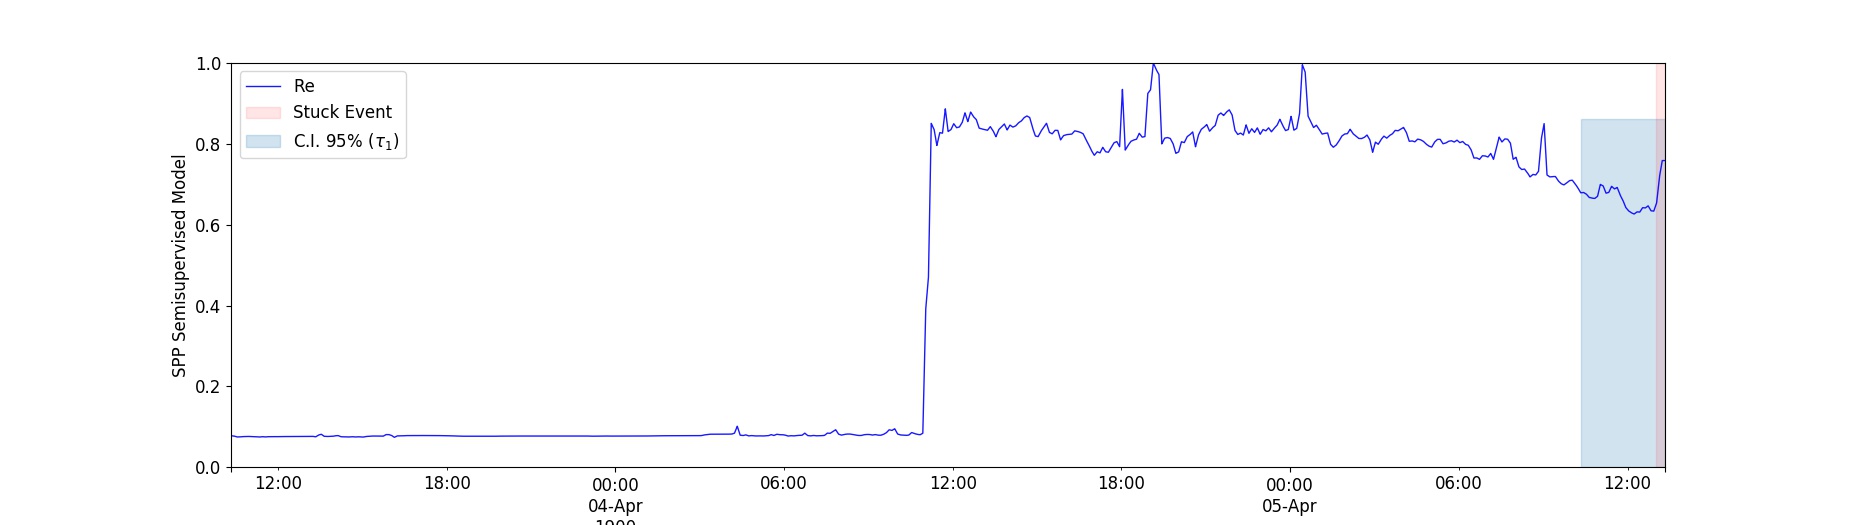 1.0
Re
Stuck Event
C.I. 95% (τ₁)
0.8
0.6
0.4
0.2
0.0
SPP Semisupervised Model
12:00 18:00 00:00 06:00 12:00 18:00 00:00 06:00 12:00
04-Apr 05-Apr
1900